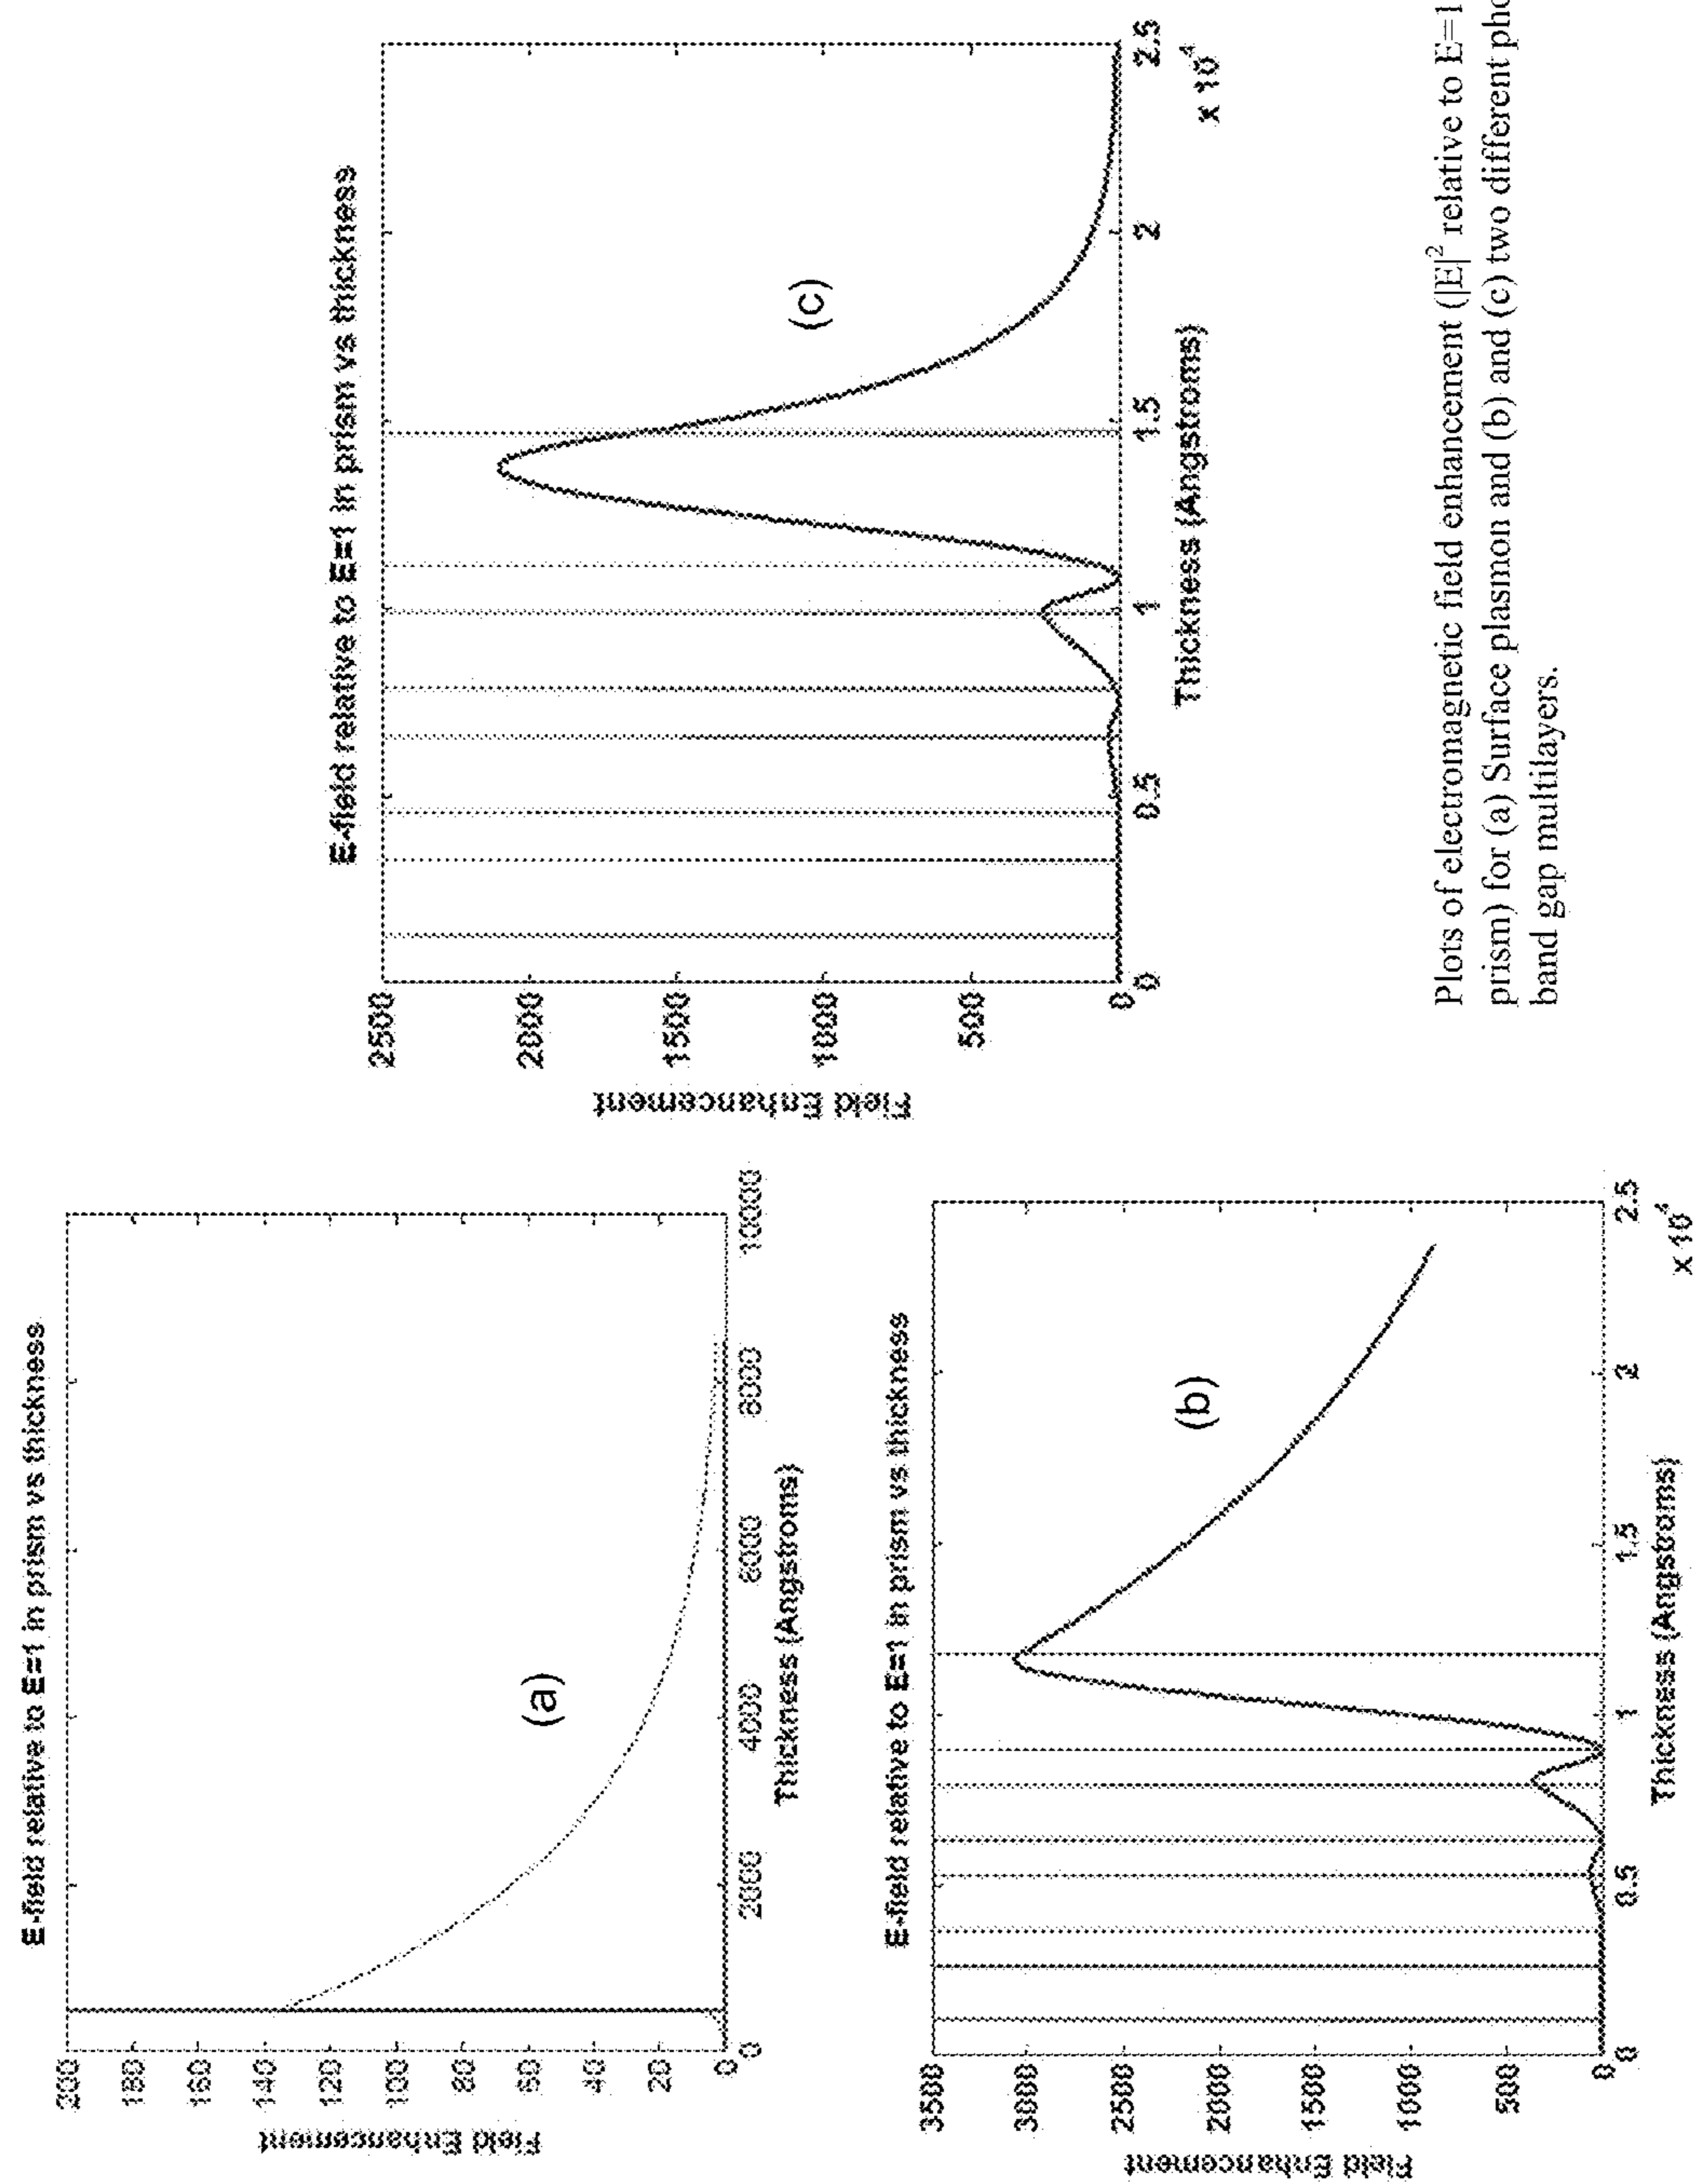 E-field relative to E=1 in prism vs thickness
Field Enhancement
200
180
160
140
120
100
80
60
40
20
0
(a)
0 2000 4000 6000 8000 10000
Thickness (Angstroms)
E-field relative to E=1 in prism vs thickness
Field Enhancement
3500
3000
2500
2000
1500
1000
500
0
(b)
0 0.5 1 1.5 2 2.5
x 10^4
Thickness (Angstroms)
E-field relative to E=1 in prism vs thickness
Field Enhancement
2500
2000
1500
1000
500
0
(c)
0 0.5 1 1.5 2 2.5
x 10^4
Thickness (Angstroms)
Plots of electromagnetic field enhancement (|E|² relative to E=1
prism) for (a) Surface plasmon and (b) and (c) two different
band gap multilayers.